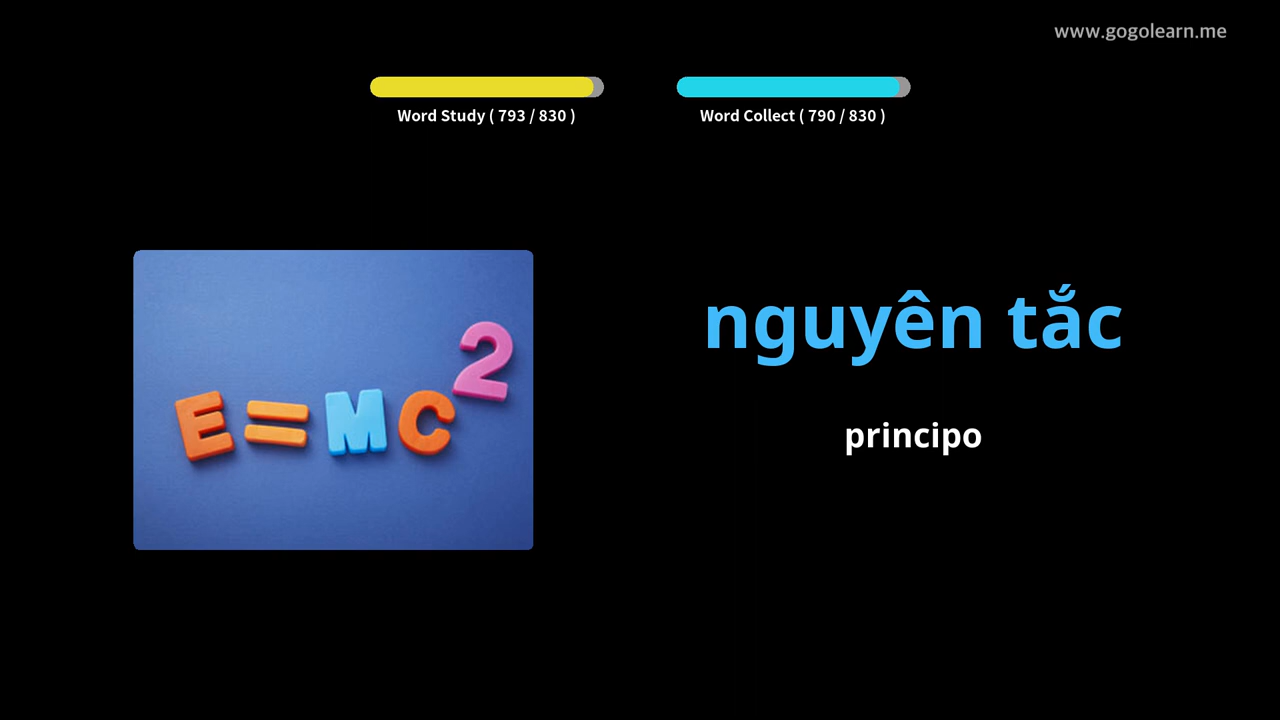 www.gogolearn.me
Word Study ( 793 / 830 )
Word Collect ( 790 / 830 )
E=MC2
nguyên tắc
principo